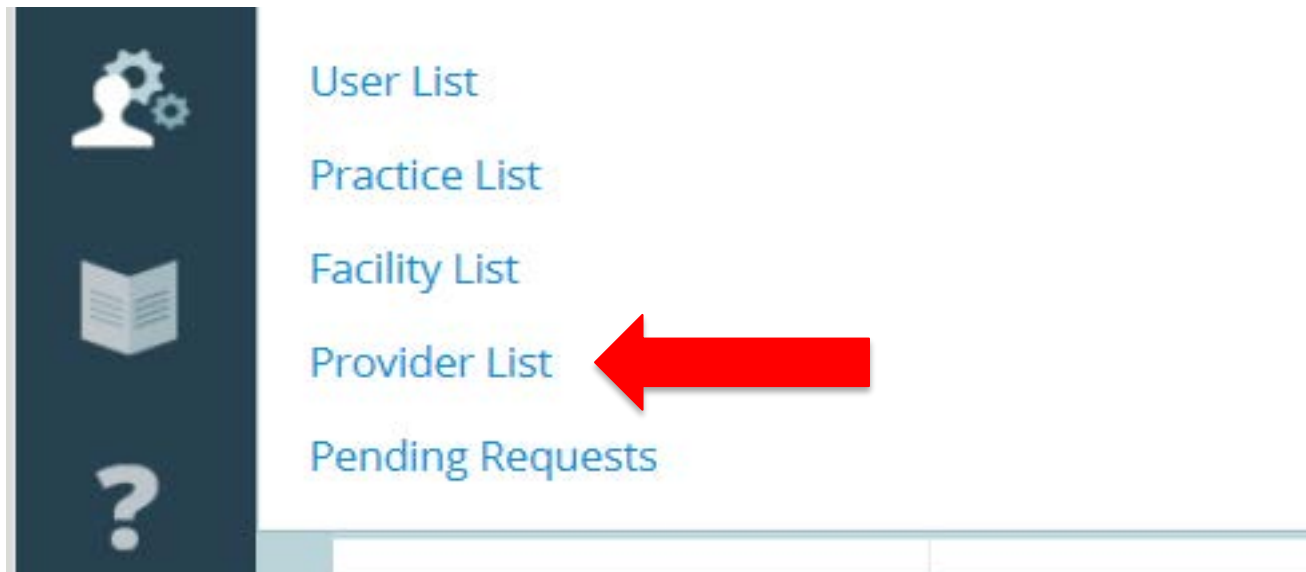 User List
Practice List
Facility List
Provider List
Pending Requests
?